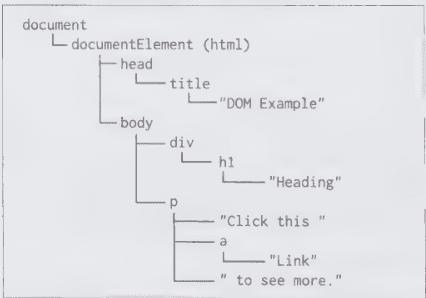 document
documentElement (html)
head
title
"DOM Example"
body
div
h1
"Heading"
p
"Click this "
a
"Link"
" to see more."